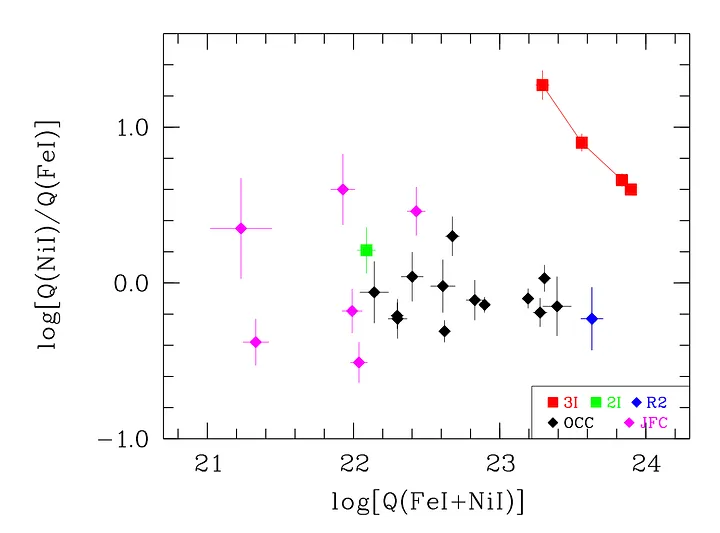 log[Q(NiI)/Q(FeI)]
1.0
0.0
−1.0
3I 2I R2
OCC JFC
21 22 23 24
log[Q(FeI+NiI)]